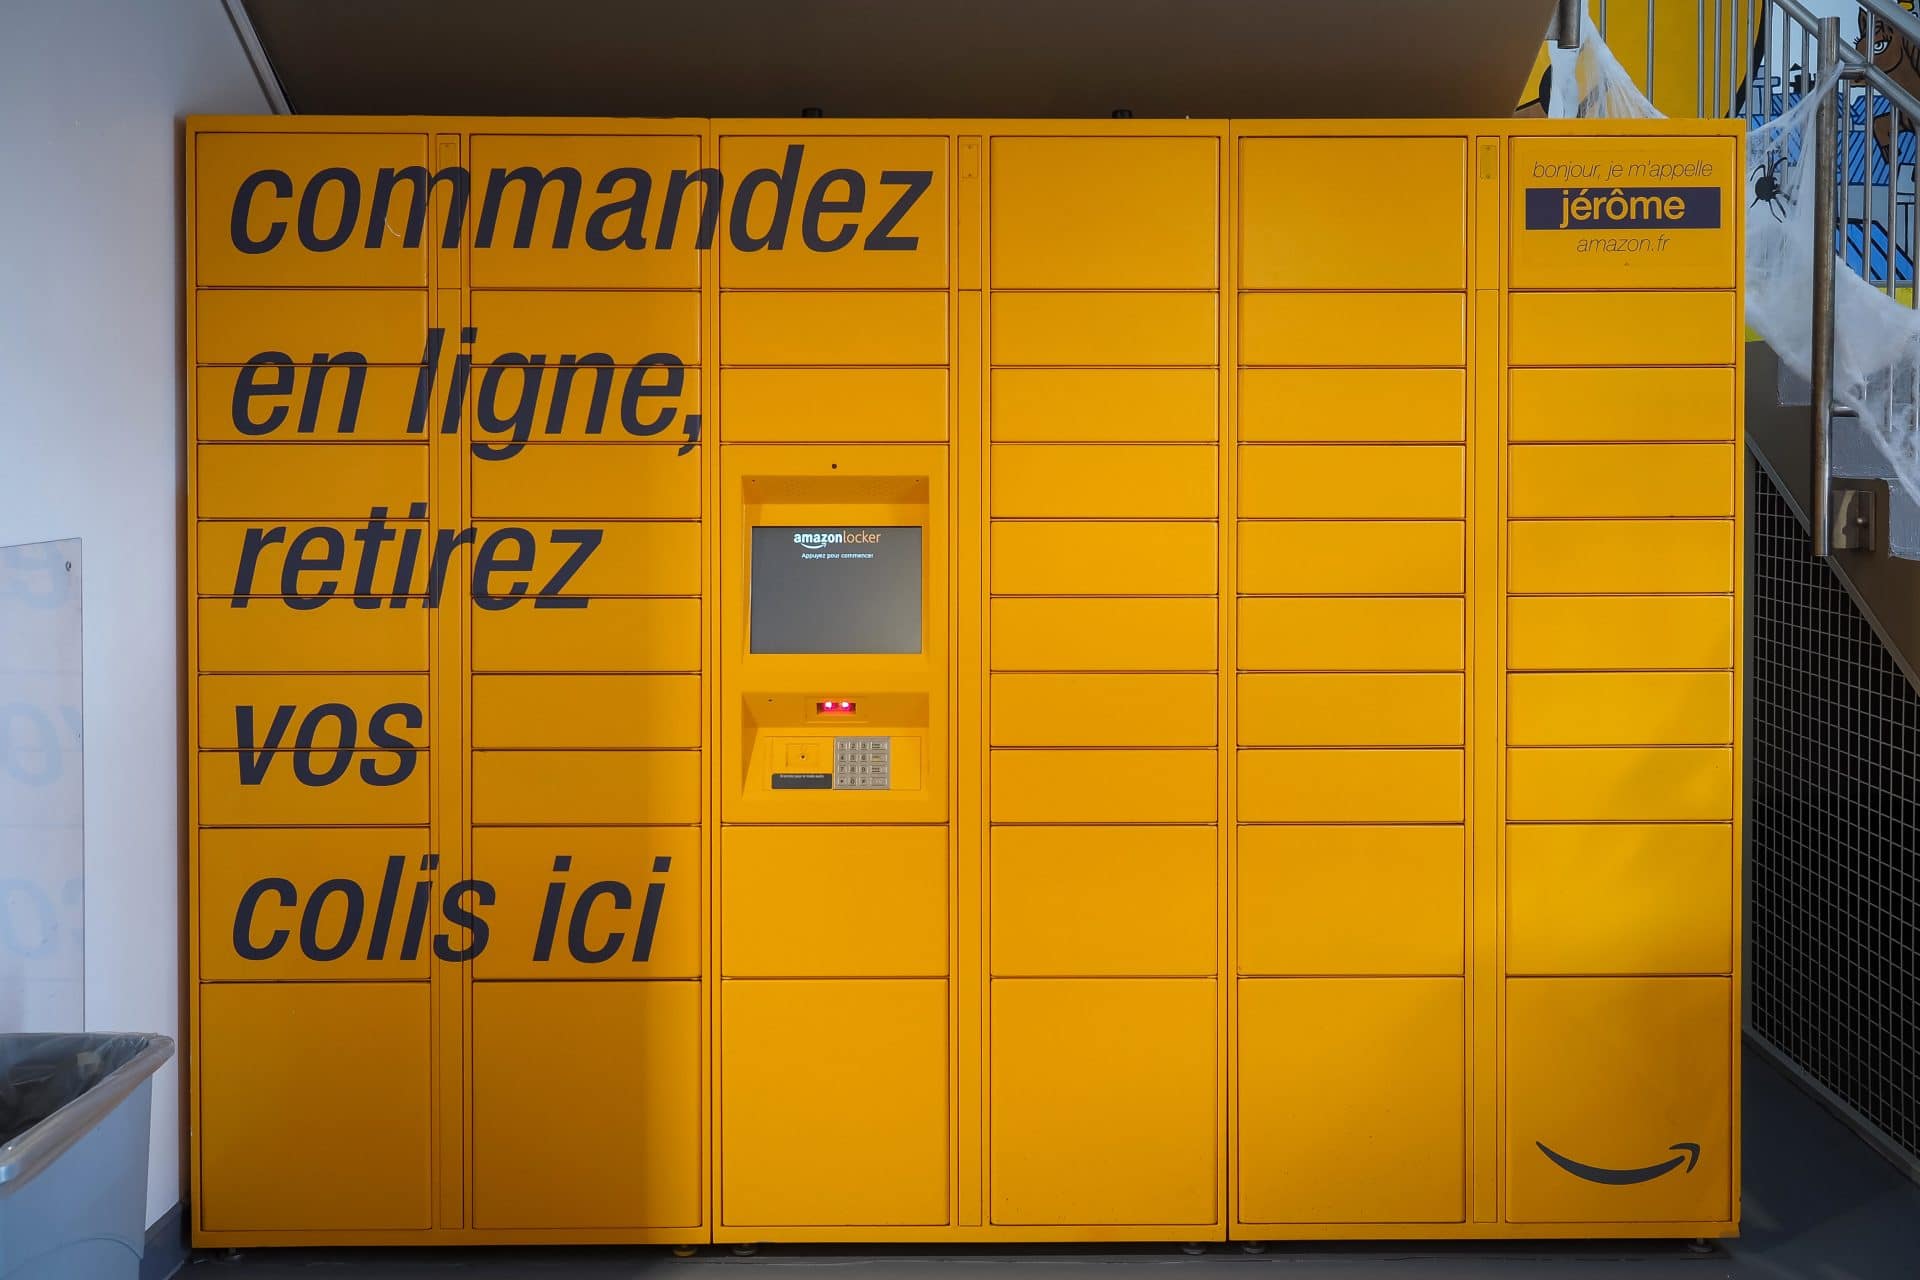 commandez
en ligne,
retirez
vos
colis ici
bonjour, je m'appelle
jérôme
amazon.fr
amazonlocker
Appuyez pour commencer